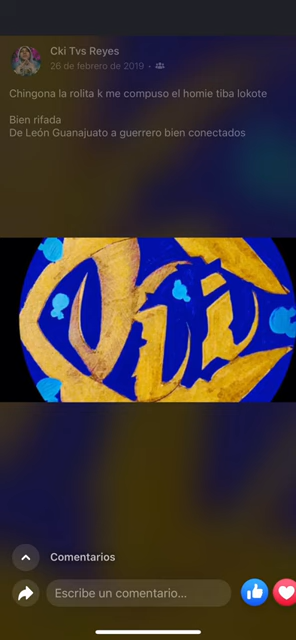 Cki Tvs Reyes
26 de febrero de 2019 ·
Chingona la rolita k me compuso el homie tiba lokote
Bien rifada
De León Guanajuato a guerrero bien conectados
Comentarios
Escribe un comentario...